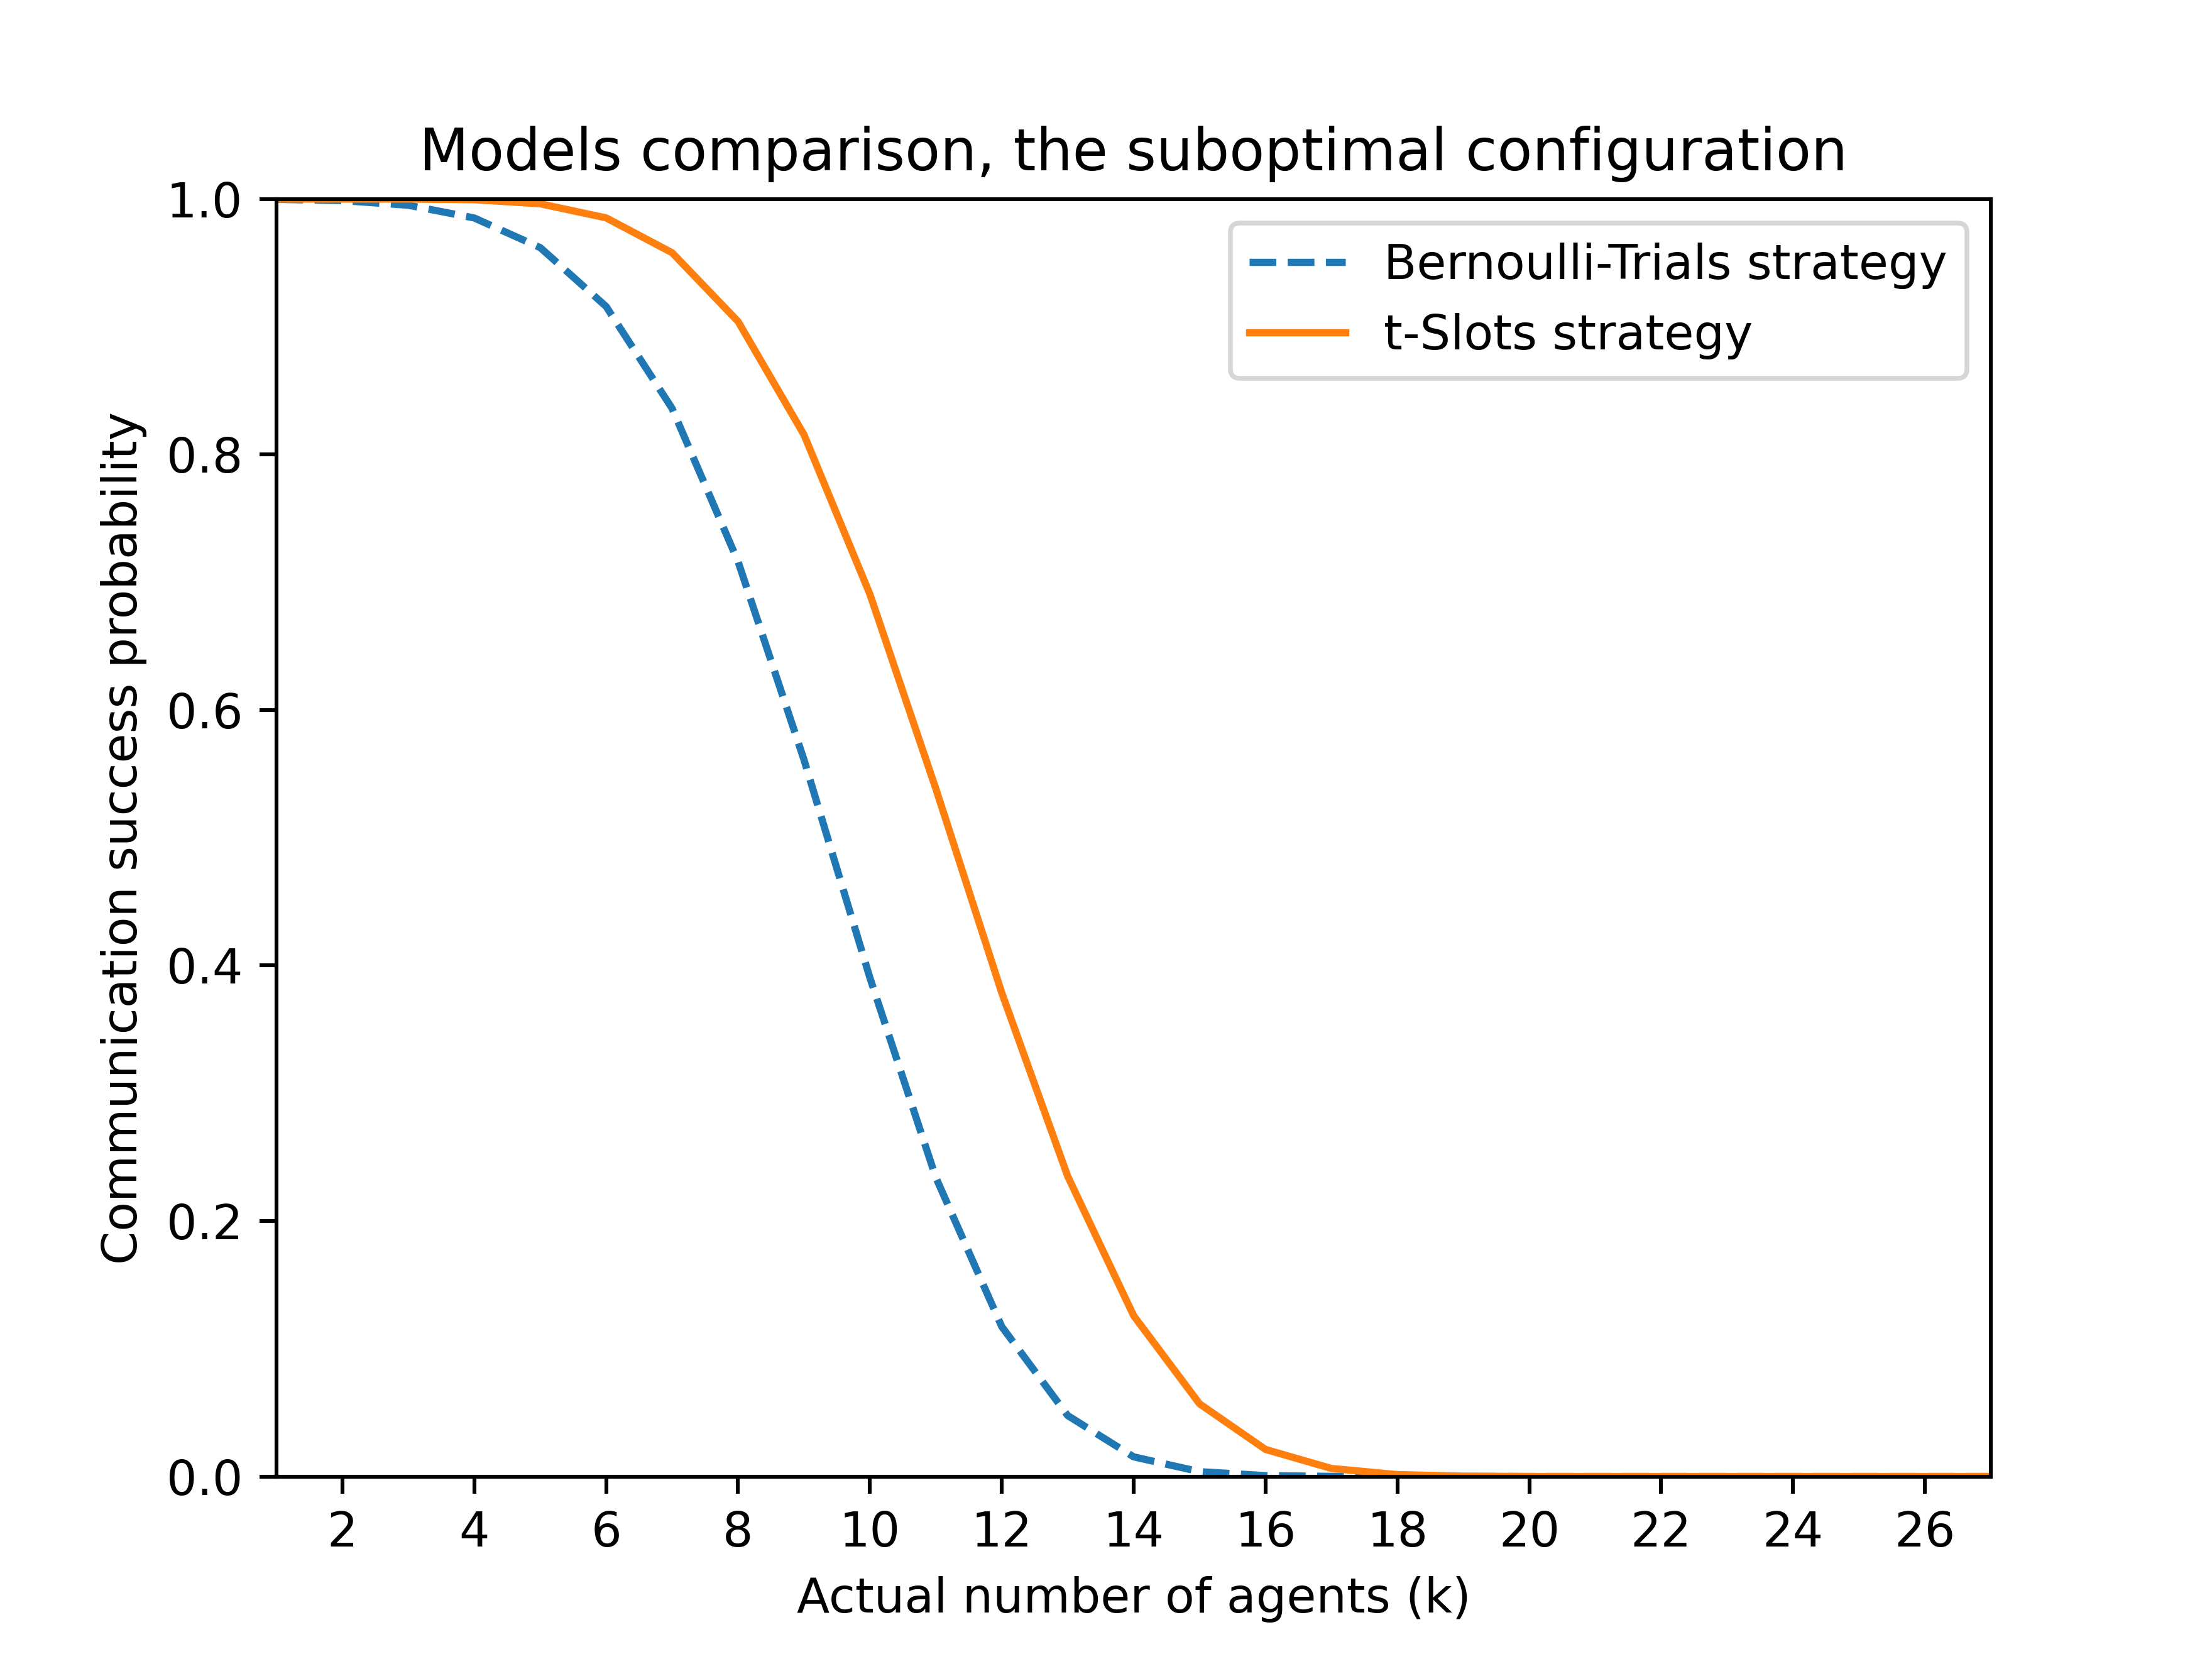 Models comparison, the suboptimal configuration
1.0
0.8
0.6
0.4
0.2
0.0
Communication success probability
Bernoulli-Trials strategy
t-Slots strategy
2 4 6 8 10 12 14 16 18 20 22 24 26
Actual number of agents (k)